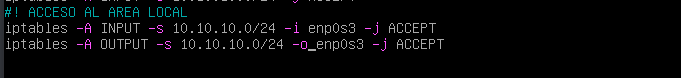 #! ACCESO AL AREA LOCAL
iptables -A INPUT -s 10.10.10.0/24 -i enp0s3 -j ACCEPT
iptables -A OUTPUT -s 10.10.10.0/24 -o_enp0s3 -j ACCEPT